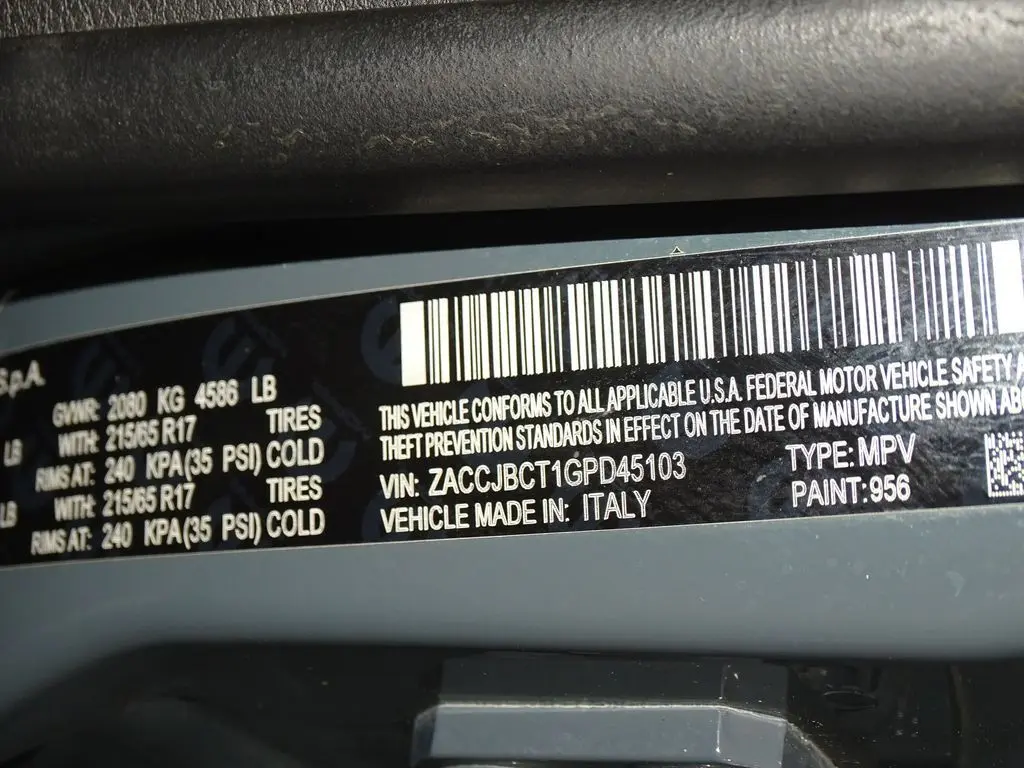 S.p.A.
GVWR: 2080 KG 4586 LB
LB WITH: 215/65 R17 TIRES
RIMS AT: 240 KPA (35 PSI) COLD
LB WITH: 215/65 R17 TIRES
RIMS AT: 240 KPA (35 PSI) COLD
THIS VEHICLE CONFORMS TO ALL APPLICABLE U.S.A. FEDERAL MOTOR VEHICLE SAFETY A
THEFT PREVENTION STANDARDS IN EFFECT ON THE DATE OF MANUFACTURE SHOWN ABO
VIN: ZACCJBCT1GPD45103 TYPE: MPV
VEHICLE MADE IN: ITALY PAINT: 956